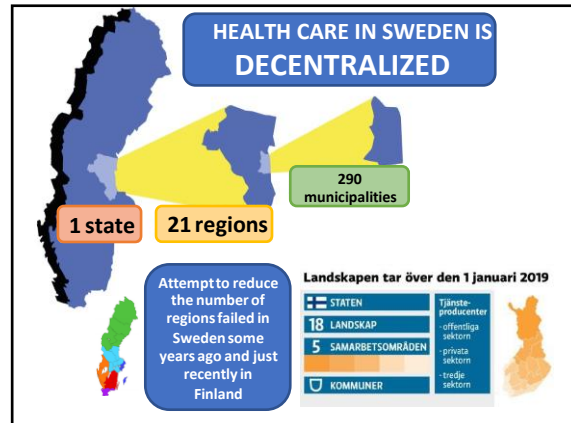 HEALTH CARE IN SWEDEN IS
DECENTRALIZED
290
municipalities
1 state
21 regions
Attempt to reduce
the number of
regions failed in
Sweden some
years ago and just
recently in
Finland
Landskapen tar över den 1 januari 2019
STATEN
18 LANDSKAP
5 SAMARBETSOMRÅDEN
KOMMUNER
Tjänste-
producenter
- offentliga
sektorn
- privata
sektorn
- tredje
sektorn